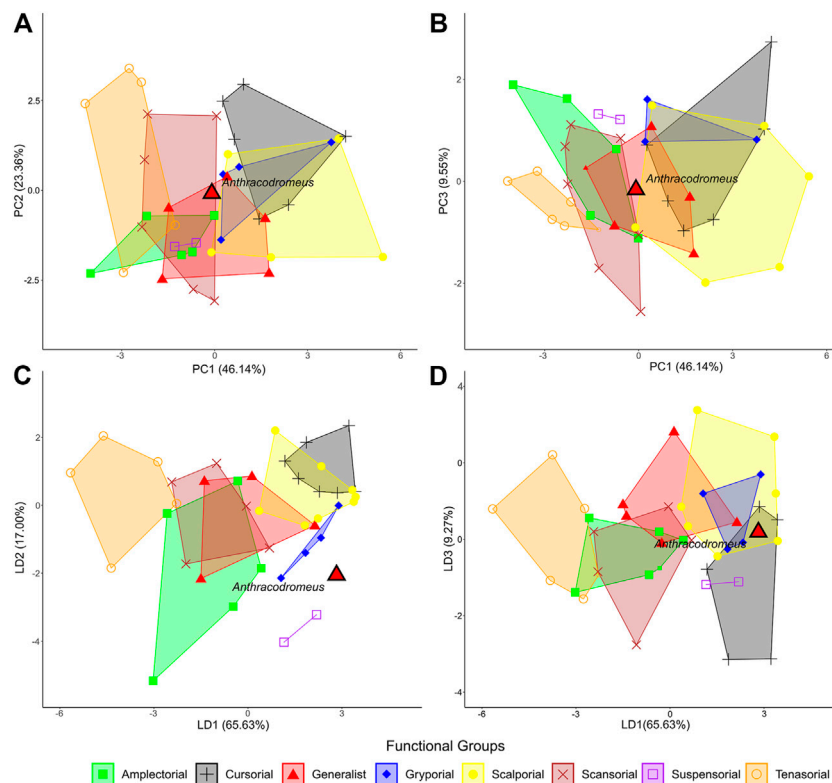 A
2.5
0.0
-2.5
PC2 (23.36%)
Anthracodromeus
-3
0
3
6
PC1 (46.14%)
B
2
0
-2
PC3 (9.55%)
Anthracodromeus
-3
0
3
6
PC1 (46.14%)
C
2
0
-2
-4
LD2 (17.00%)
Anthracodromeus
-6
-3
0
3
LD1 (65.63%)
D
4
0
0
-2
-4
LD3 (9.27%)
Anthracodromeus
-6
-3
0
3
LD1(65.63%)
Functional Groups
Amplectorial Cursorial Generalist Gryporial Scalporial Scansorial Suspensorial Tenasorial